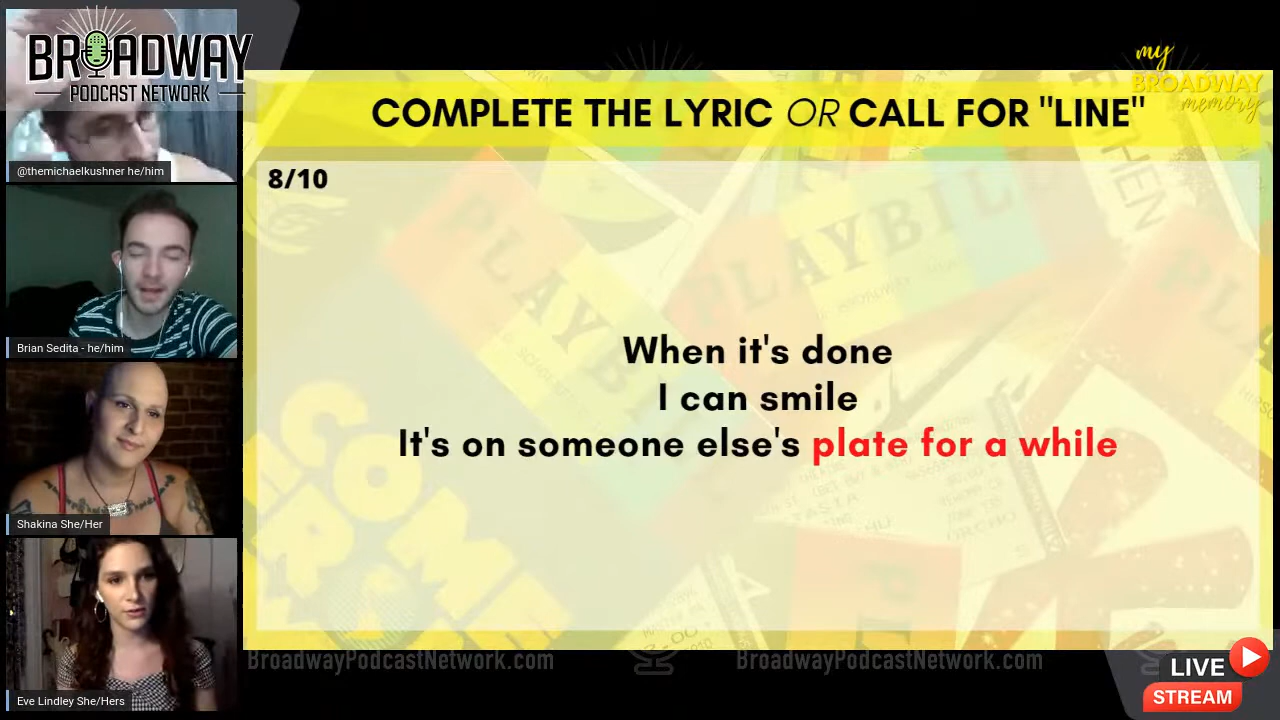 BROADWAY
PODCAST NETWORK
@themichaelkushner he/him
Brian Sedita - he/him
Shakina She/Her
Eve Lindley She/Hers
my
BROADWAY
memory
COMPLETE THE LYRIC OR CALL FOR "LINE"
8/10
When it's done
I can smile
It's on someone else's plate for a while
PLAYBILL
PLAYBILL
BroadwayPodcastNetwork.com
BroadwayPodcastNetwork.com
LIVE
STREAM